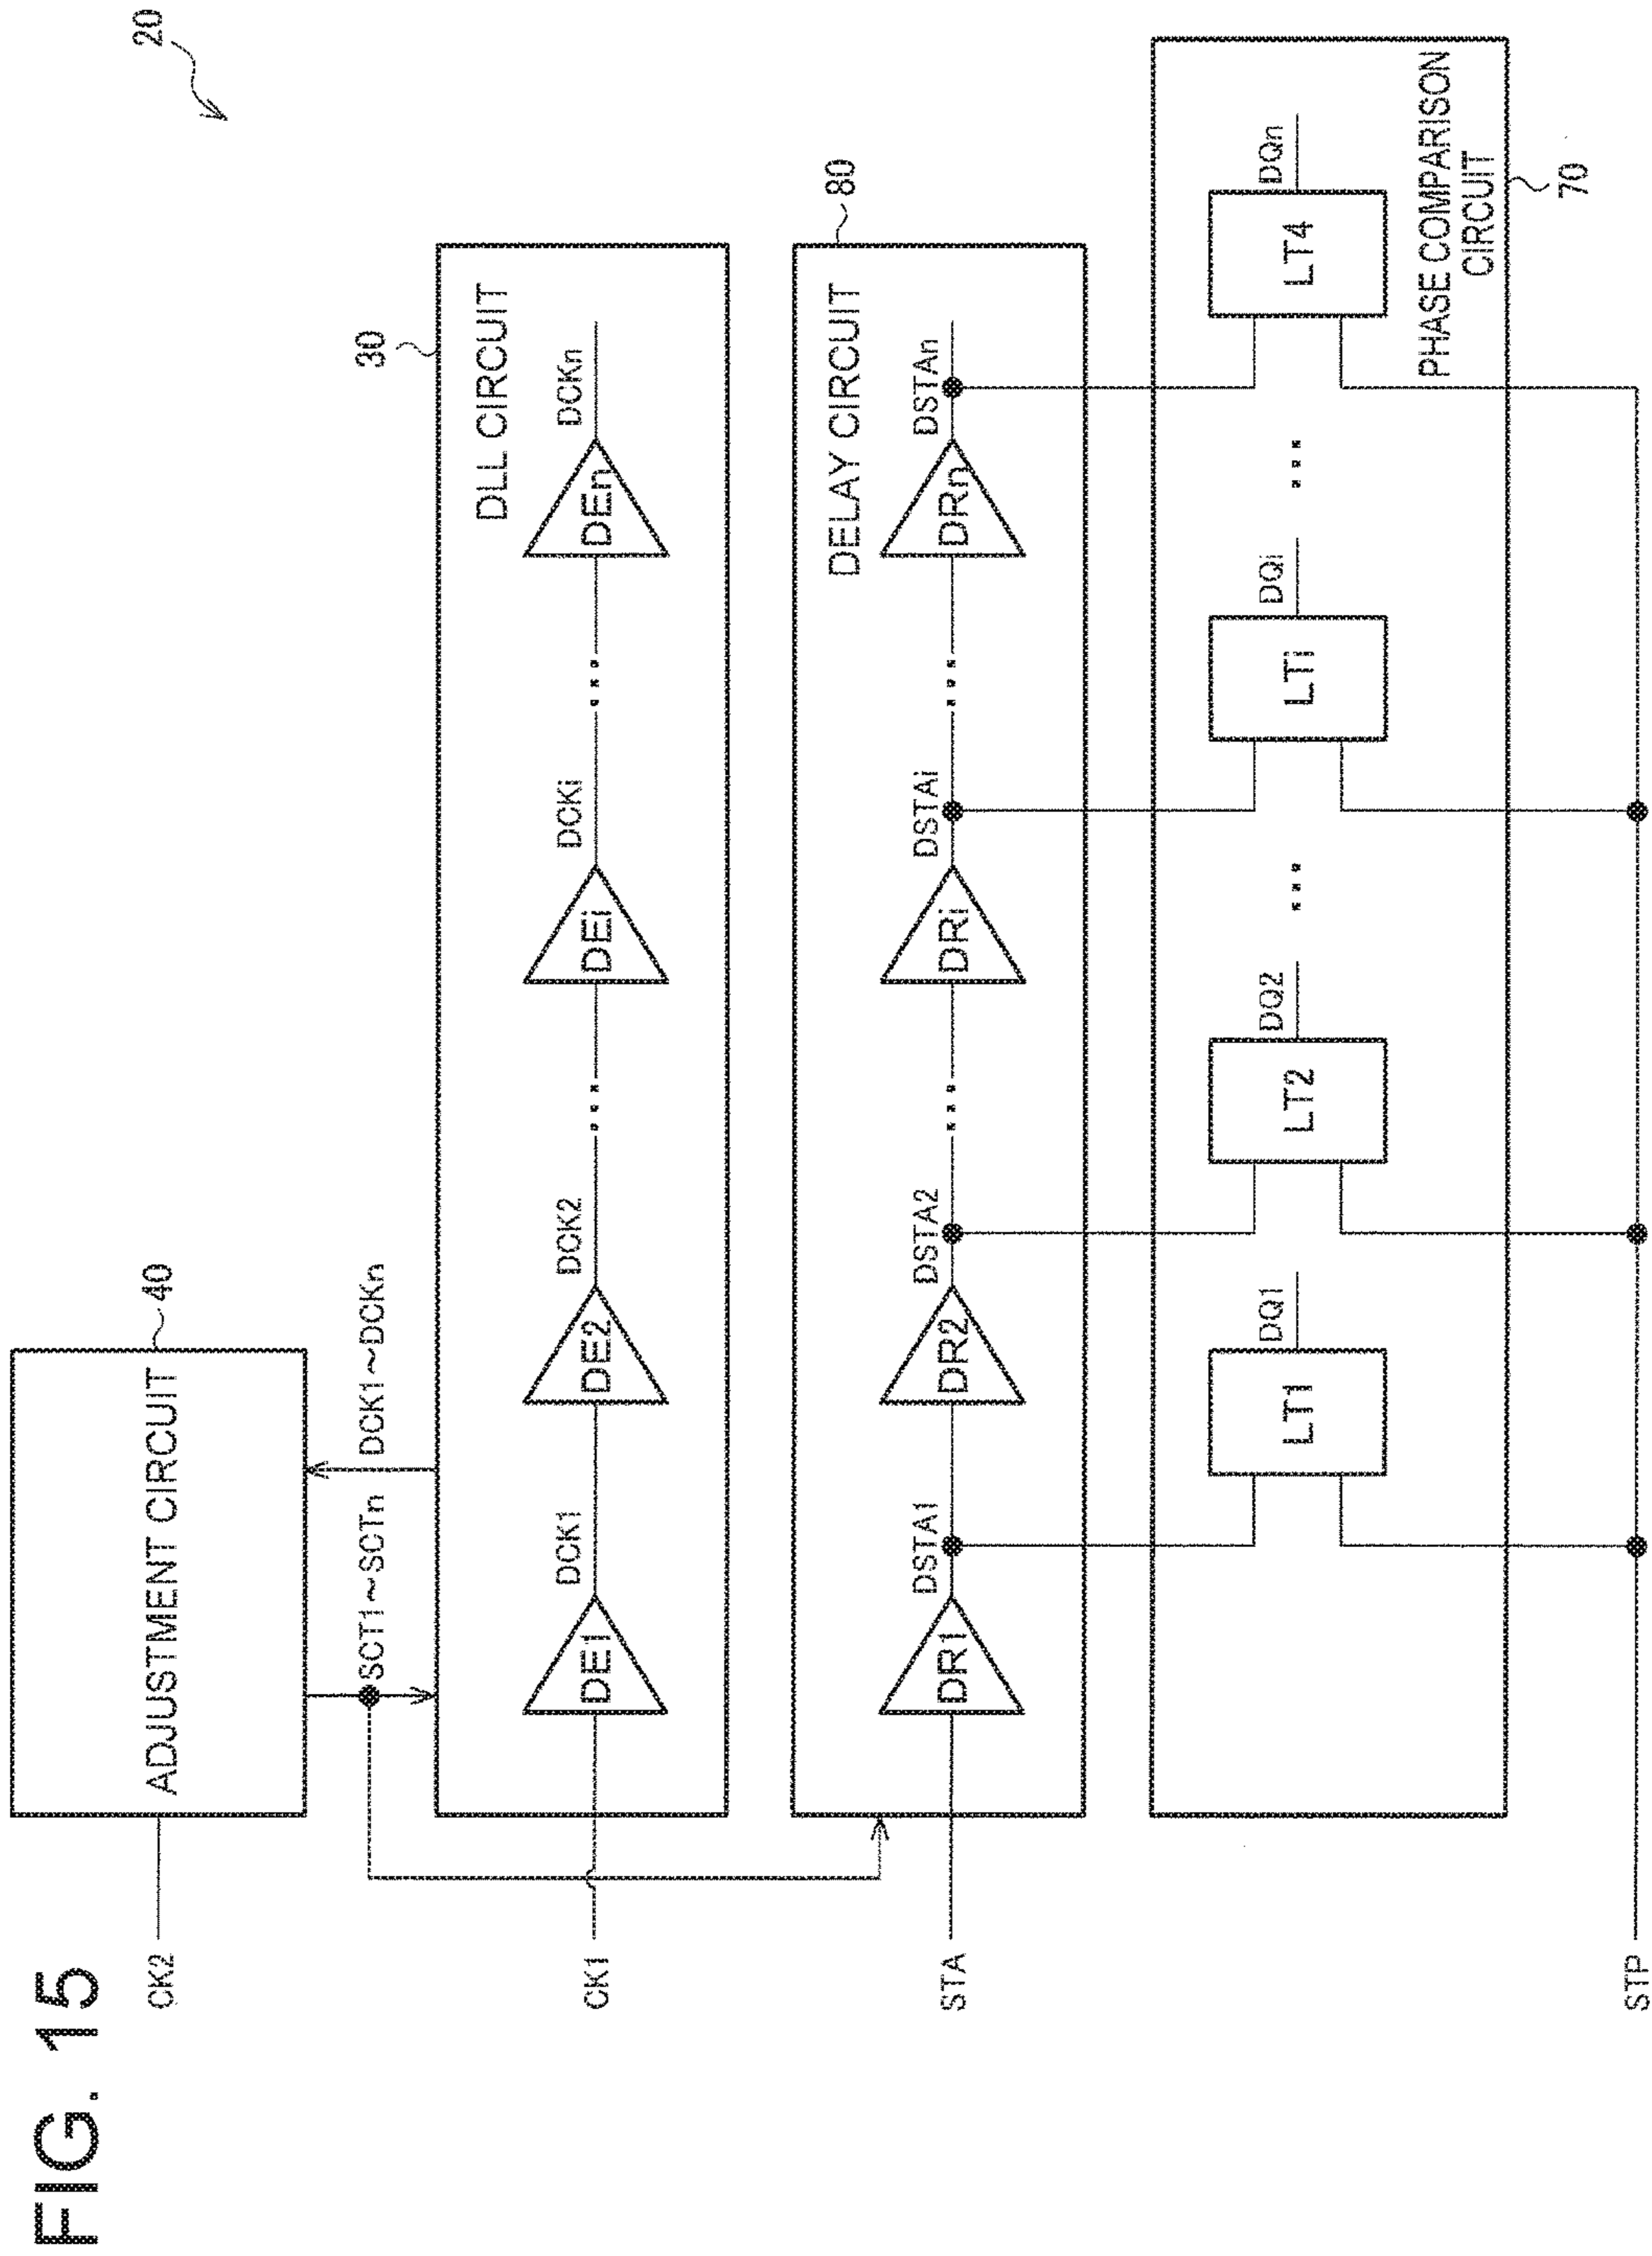 FIG. 15
20
CK2
ADJUSTMENT CIRCUIT
40
SCT1~SCTn
DCK1~DCKn
30
DLL CIRCUIT
CK1
DE1
DCK1
DE2
DCK2
...
DEi
DCKi
...
DEn
DCKn
80
DELAY CIRCUIT
STA
DR1
DSTA1
DR2
DSTA2
...
DRi
DSTAi
...
DRn
DSTAn
LT1
DQ1
LT2
DQ2
...
LTi
DQi
...
LT4
DQn
PHASE COMPARISON
CIRCUIT
70
STP